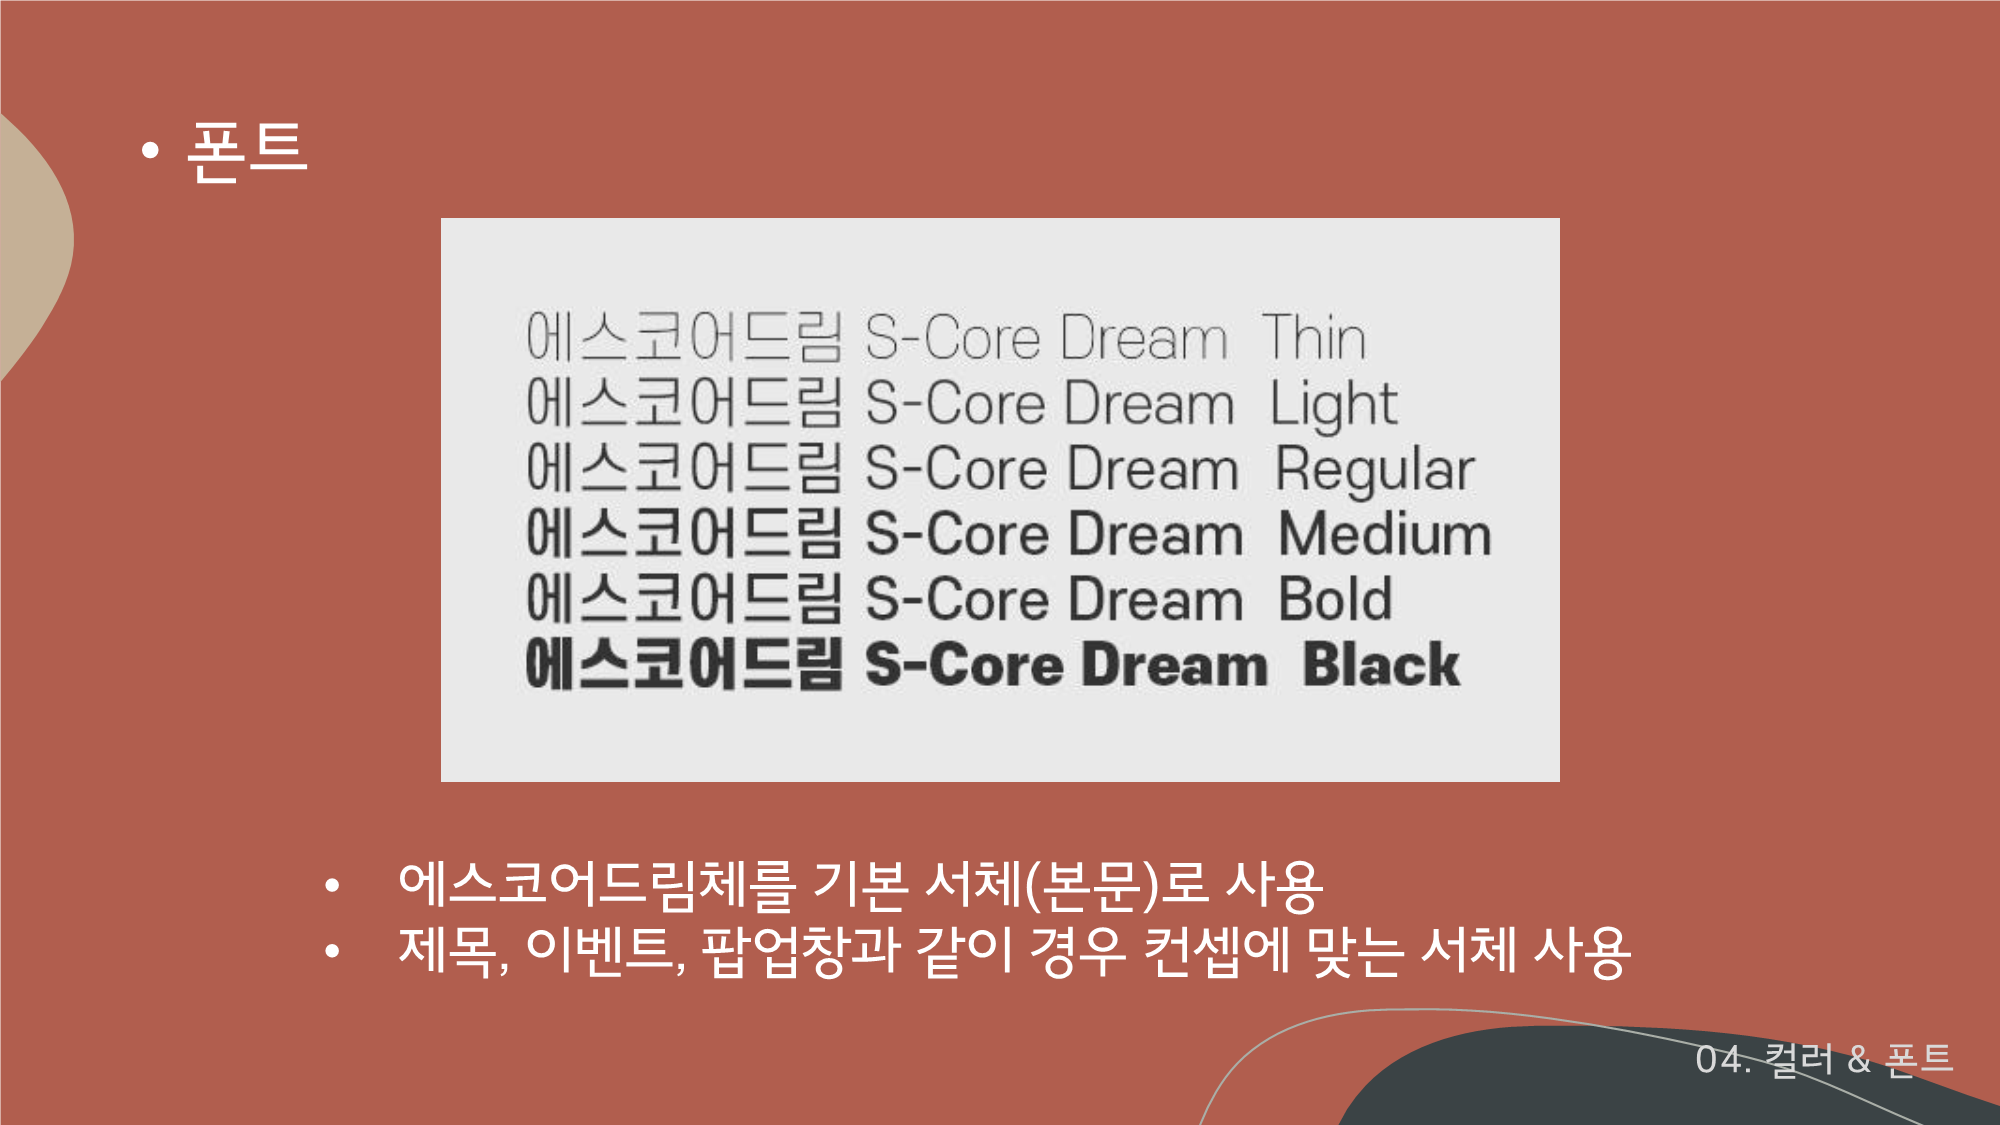 • 폰트
에스코어드림 S-Core Dream Thin
에스코어드림 S-Core Dream Light
에스코어드림 S-Core Dream Regular
에스코어드림 S-Core Dream Medium
에스코어드림 S-Core Dream Bold
에스코어드림 S-Core Dream Black
• 에스코어드림체를 기본 서체(본문)로 사용
• 제목, 이벤트, 팝업창과 같이 경우 컨셉에 맞는 서체 사용
04. 컬러 & 폰트